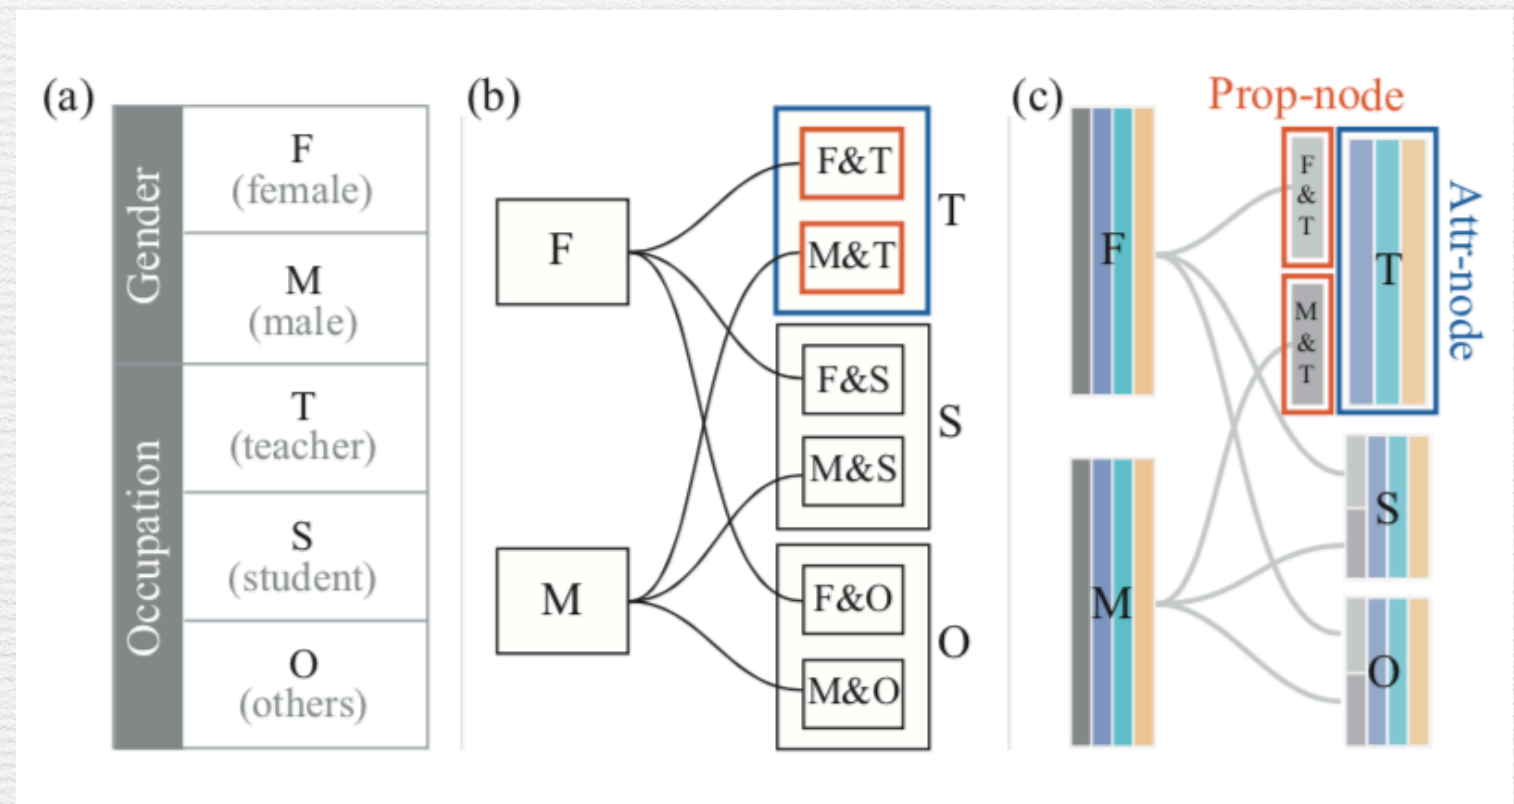 (a)
Gender
F
(female)
M
(male)
Occupation
T
(teacher)
S
(student)
O
(others)
(b)
F
M
F&T
M&T
T
F&S
M&S
S
F&O
M&O
O
(c)
Prop-node
F
M
F
&
T
M
&
T
T
Attr-node
S
O